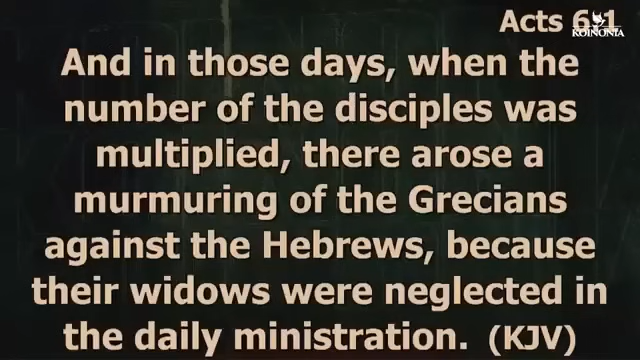 Acts 6:1
KOINONIA
And in those days, when the
number of the disciples was
multiplied, there arose a
murmuring of the Grecians
against the Hebrews, because
their widows were neglected in
the daily ministration. (KJV)